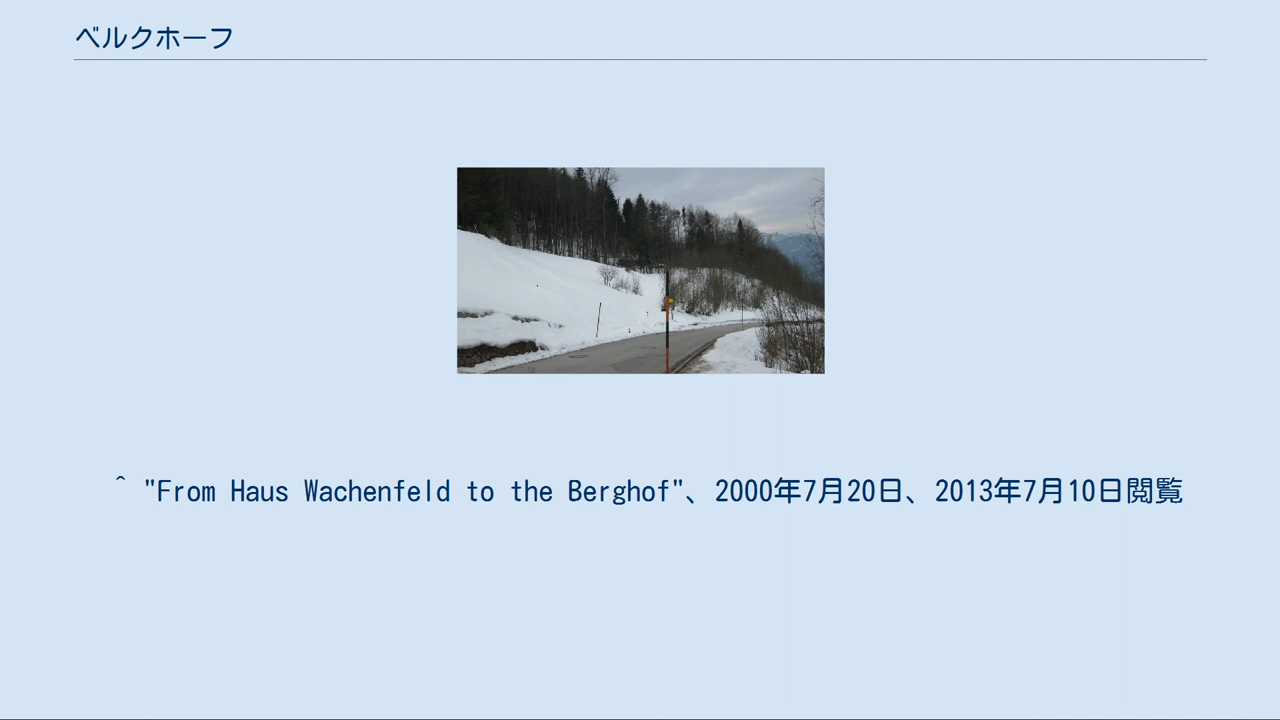 ベルクホーフ
^ "From Haus Wachenfeld to the Berghof"、2000年7月20日、2013年7月10日閲覧